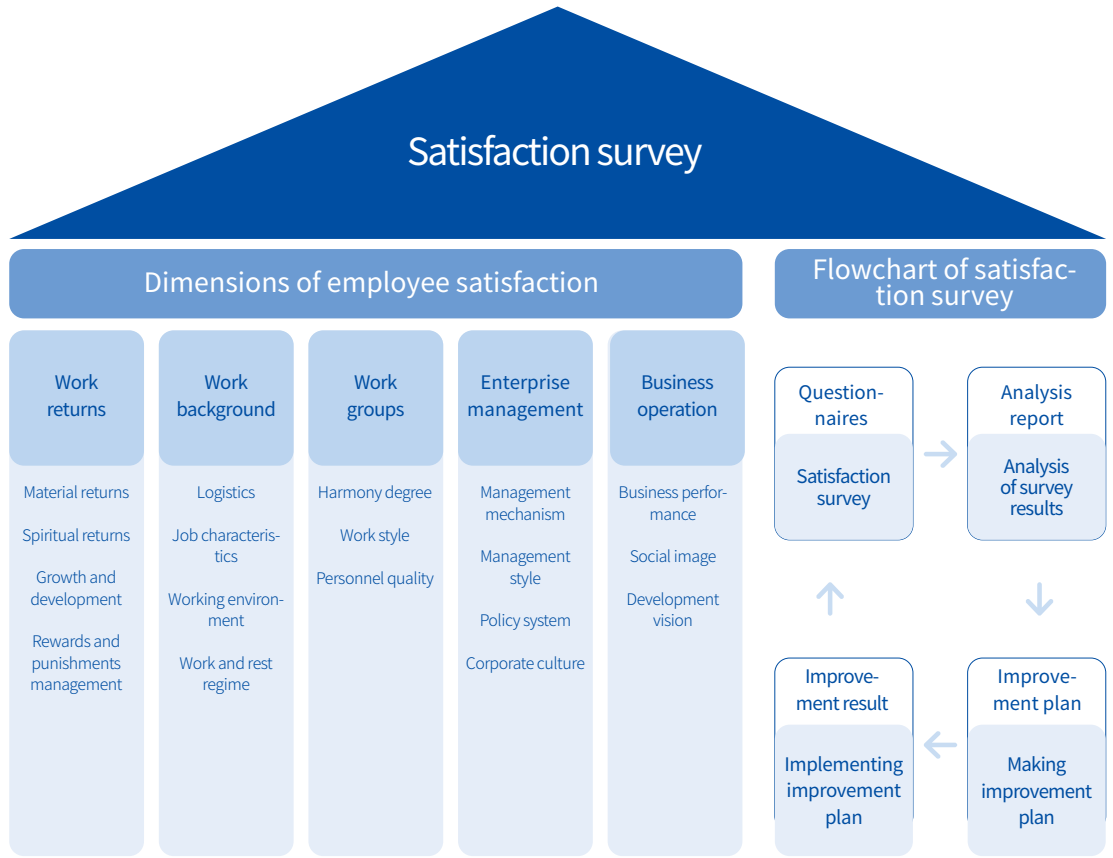 Satisfaction survey
Dimensions of employee satisfaction
Flowchart of satisfac-
tion survey
Work
returns
Material returns
Spiritual returns
Growth and
development
Rewards and
punishments
management
Work
background
Logistics
Job characteris-
tics
Working environ-
ment
Work and rest
regime
Work
groups
Harmony degree
Work style
Personnel quality
Enterprise
management
Management
mechanism
Management
style
Policy system
Corporate culture
Business
operation
Business perfor-
mance
Social image
Development
vision
Question-
naires
Satisfaction
survey
Analysis
report
Analysis
of survey
results
Improve-
ment result
Implementing
improvement
plan
Improve-
ment plan
Making
improvement
plan